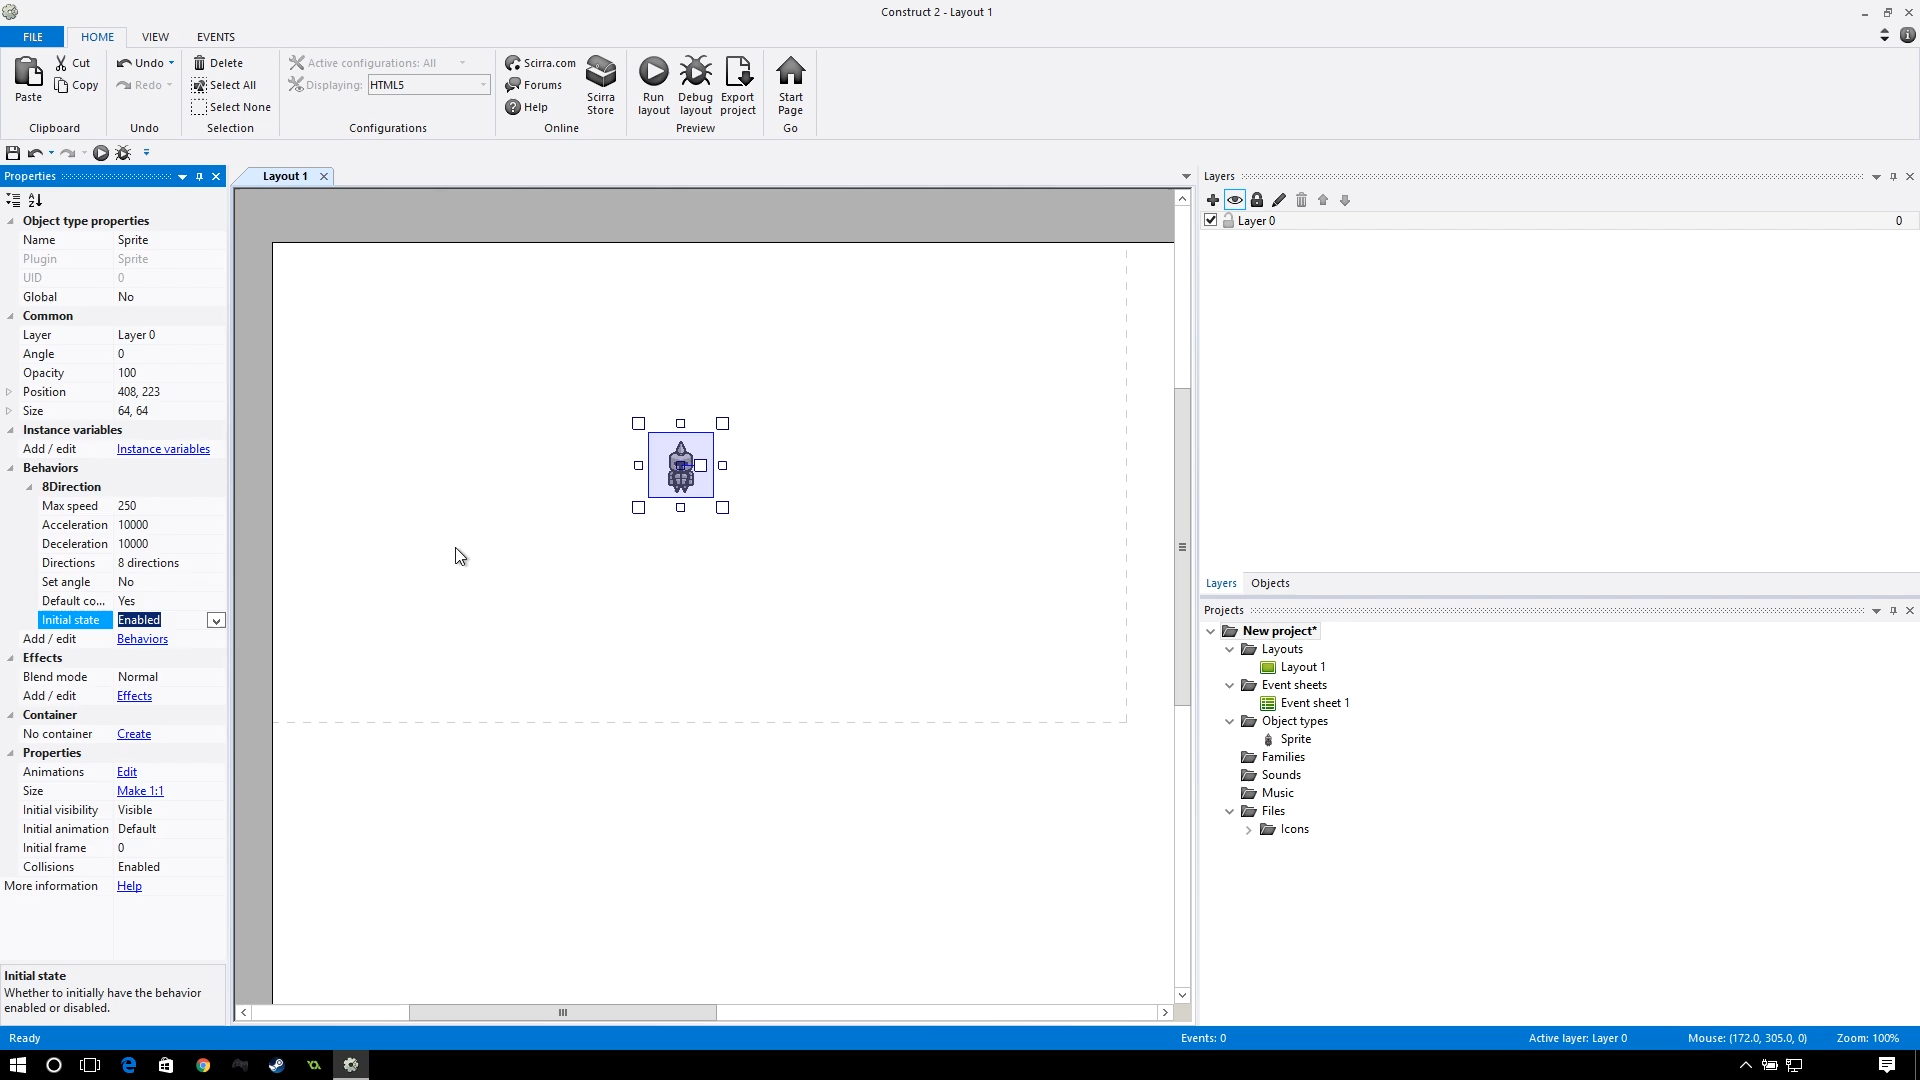 Construct 2 - Layout 1
FILE HOME VIEW EVENTS
Paste
Cut
Copy
Clipboard
Undo
Redo
Undo
Delete
Select All
Select None
Selection
Active configurations: All
Displaying: HTML5
Configurations
Scirra.com
Forums
Help
Scirra Store
Online
Run layout
Debug layout
Export project
Preview
Start Page
Go
Properties
Object type properties
Name Sprite
Plugin Sprite
UID 0
Global No
Common
Layer Layer 0
Angle 0
Opacity 100
Position 408, 223
Size 64, 64
Instance variables
Add / edit Instance variables
Behaviors
8Direction
Max speed 250
Acceleration 10000
Deceleration 10000
Directions 8 directions
Set angle No
Default co... Yes
Initial state Enabled
Add / edit Behaviors
Effects
Blend mode Normal
Add / edit Effects
Container
No container Create
Properties
Animations Edit
Size Make 1:1
Initial visibility Visible
Initial animation Default
Initial frame 0
Collisions Enabled
More information Help
Initial state
Whether to initially have the behavior
enabled or disabled.
Layout 1
Layers
Layer 0 0
Layers Objects
Projects
New project*
Layouts
Layout 1
Event sheets
Event sheet 1
Object types
Sprite
Families
Sounds
Music
Files
Icons
Ready Events: 0 Active layer: Layer 0 Mouse: (172.0, 305.0, 0) Zoom: 100%